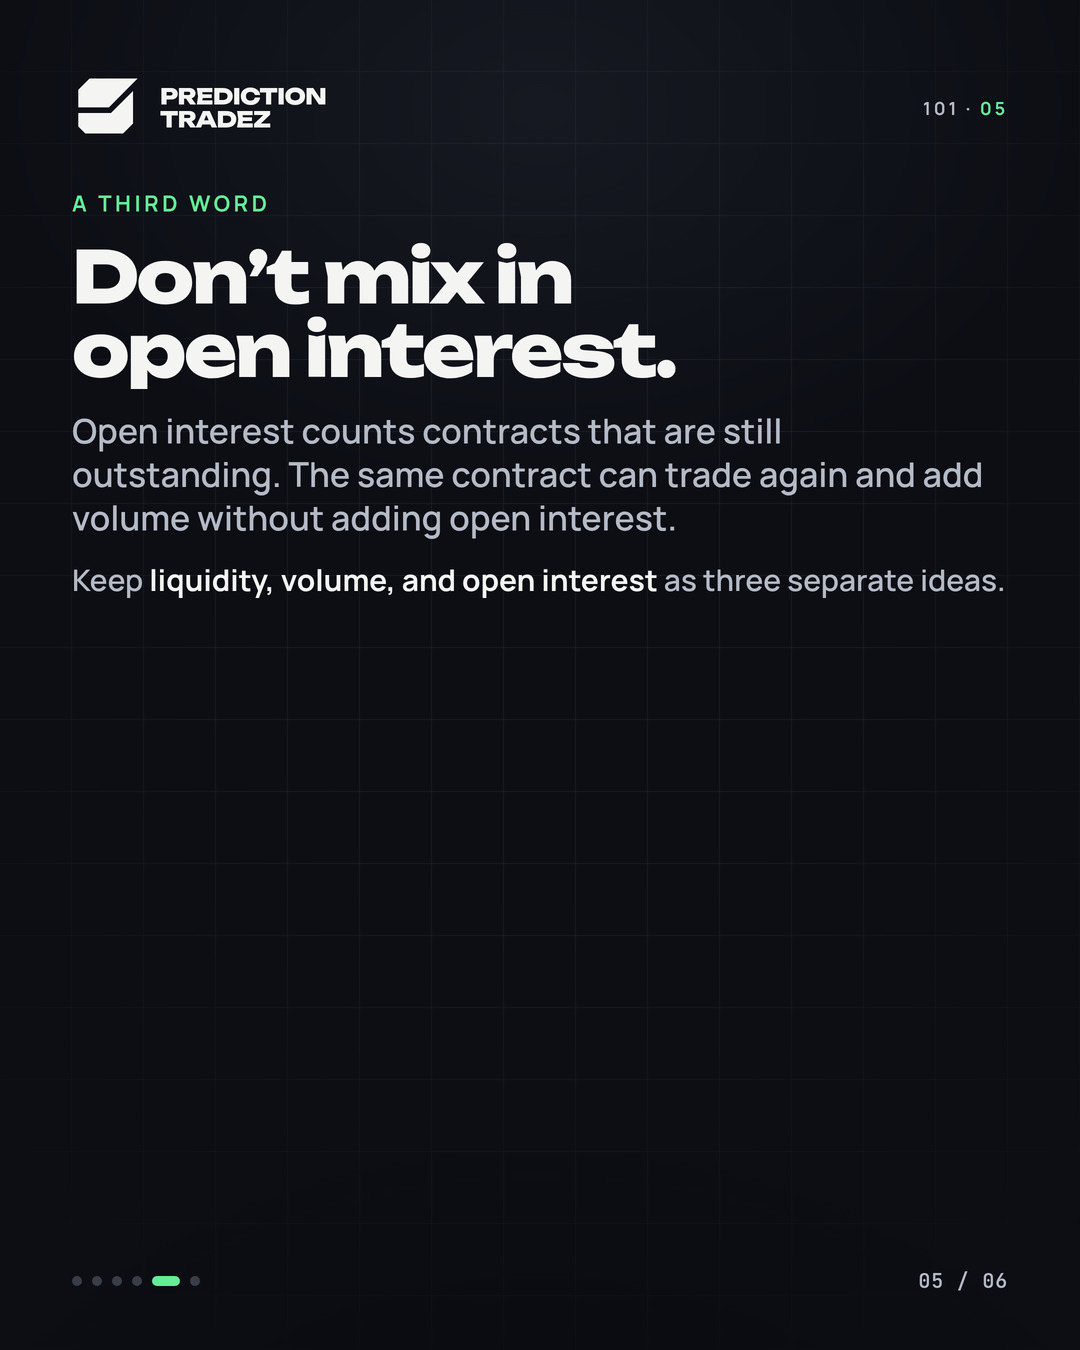 PREDICTION
TRADEZ
101 · 05
A THIRD WORD
Don’t mix in
open interest.
Open interest counts contracts that are still
outstanding. The same contract can trade again and add
volume without adding open interest.
Keep liquidity, volume, and open interest as three separate ideas.
05 / 06